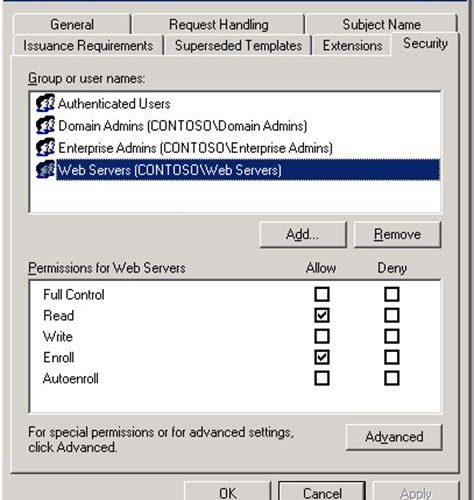 General
Request Handling
Subject Name
Issuance Requirements
Superseded Templates
Extensions
Security
Group or user names:
Authenticated Users
Domain Admins (CONTOSO\Domain Admins)
Enterprise Admins (CONTOSO\Enterprise Admins)
Web Servers (CONTOSO\Web Servers)
Add...
Remove
Permissions for Web Servers
Allow
Deny
Full Control
Read
Write
Enroll
Autoenroll
For special permissions or for advanced settings,
click Advanced.
Advanced
OK
Cancel
Apply